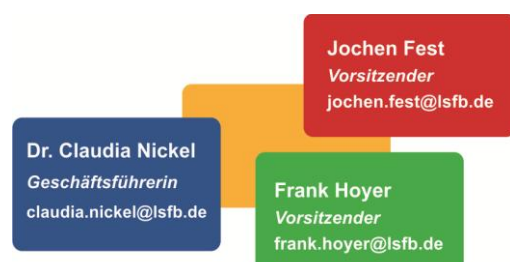 Jochen Fest
Vorsitzender
jochen.fest@lsfb.de
Dr. Claudia Nickel
Geschäftsführerin
claudia.nickel@lsfb.de
Frank Hoyer
Vorsitzender
frank.hoyer@lsfb.de